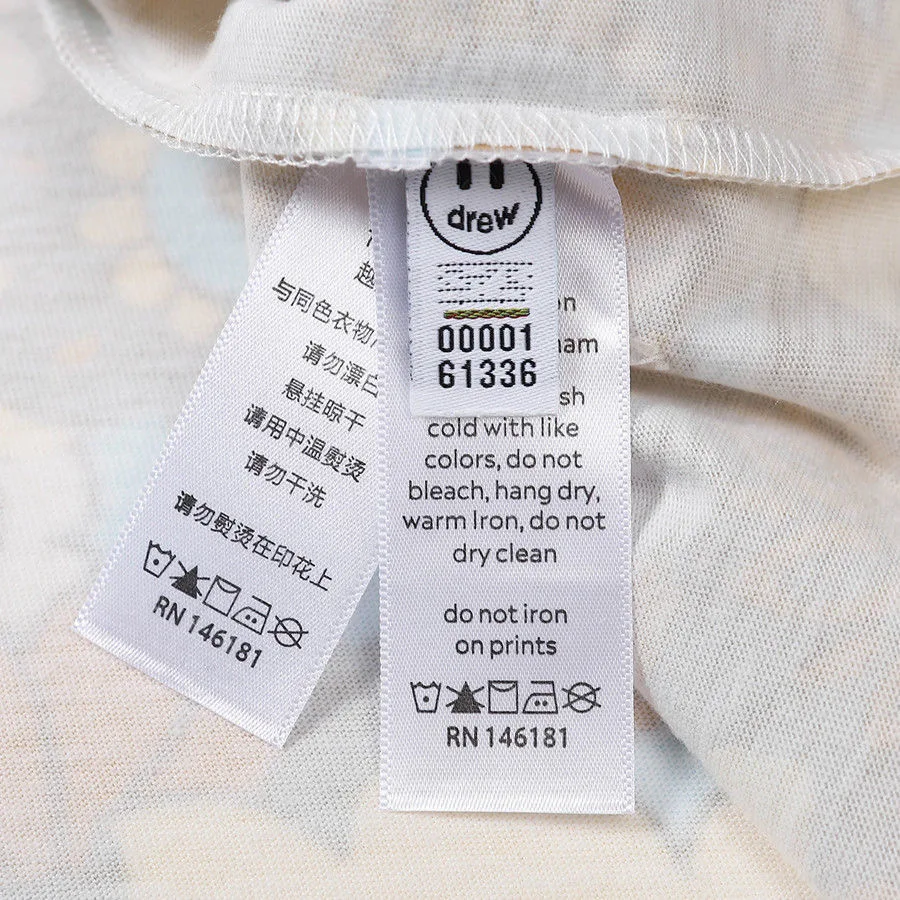 越
与同色衣物
请勿漂白
悬挂晾干
请用中温熨烫
请勿干洗
请勿熨烫在印花上
RN 146181
drew
00001
61336
cold with like
colors, do not
bleach, hang dry,
warm Iron, do not
dry clean
do not iron
on prints
RN 146181